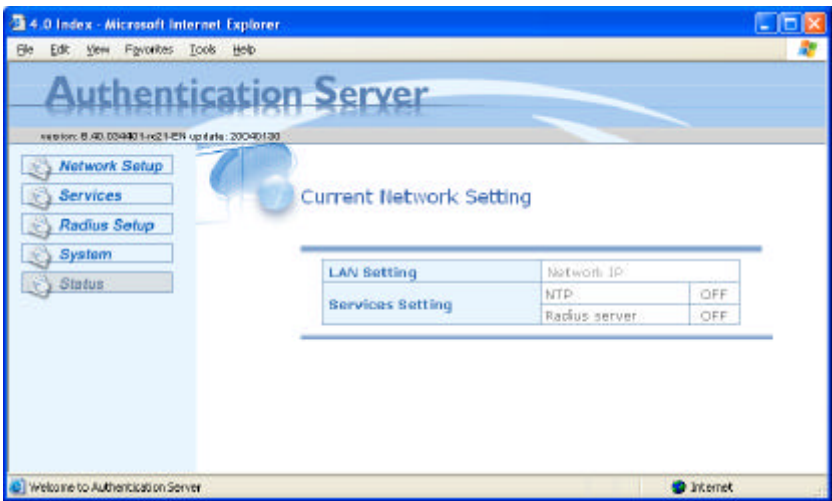 4.0 Index - Microsoft Internet Explorer
File Edit View Favorites Tools Help
Authentication Server
update: 20040130
Network Setup
Services
Radius Setup
System
Status
Current Network Setting
LAN Setting Network IP
Services Setting NTP OFF
Radius server OFF
Welcome to Authentication Server Internet